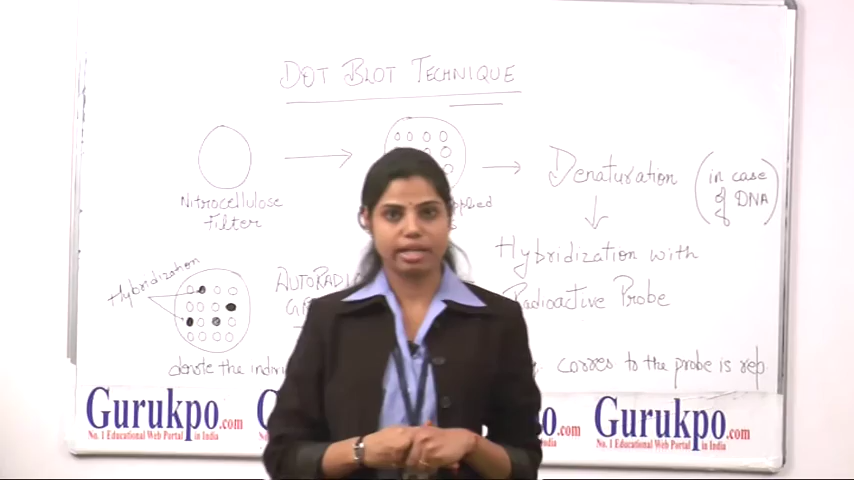 DOT BLOT TECHNIQUE
Nitrocellulose
Filter
Denaturation
(in case
of DNA)
Hybridization with
Radioactive Probe
Hybridization
AUTORADIO
denote the
corres to the probe is rep.
Gurukpo.com
No. 1 Educational Web Portal in India
.com
Gurukpo.com
No. 1 Educational Web Portal in India